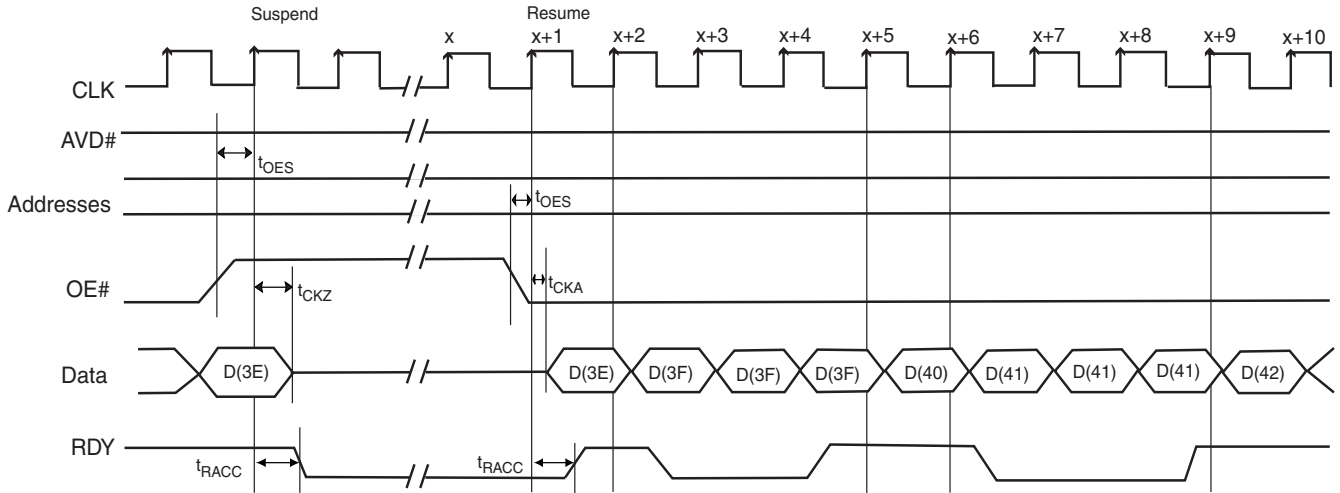 Suspend Resume
x x+1 x+2 x+3 x+4 x+5 x+6 x+7 x+8 x+9 x+10
CLK
AVD#
tOES
Addresses
tOES
OE#
tCKZ
tCKA
Data
D(3E) D(3E) D(3F) D(3F) D(3F) D(40) D(41) D(41) D(41) D(42)
RDY
tRACC tRACC